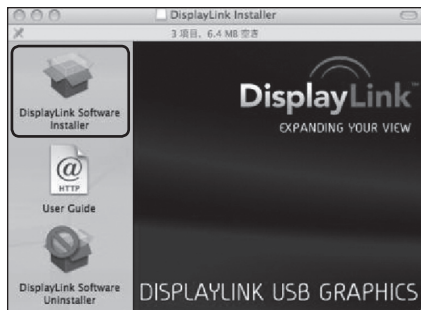 DisplayLink Installer
3 項目、6.4 MB 空き
DisplayLink Software
Installer
HTTP
User Guide
DisplayLink Software
Uninstaller
DisplayLink™
EXPANDING YOUR VIEW
DISPLAYLINK USB GRAPHICS